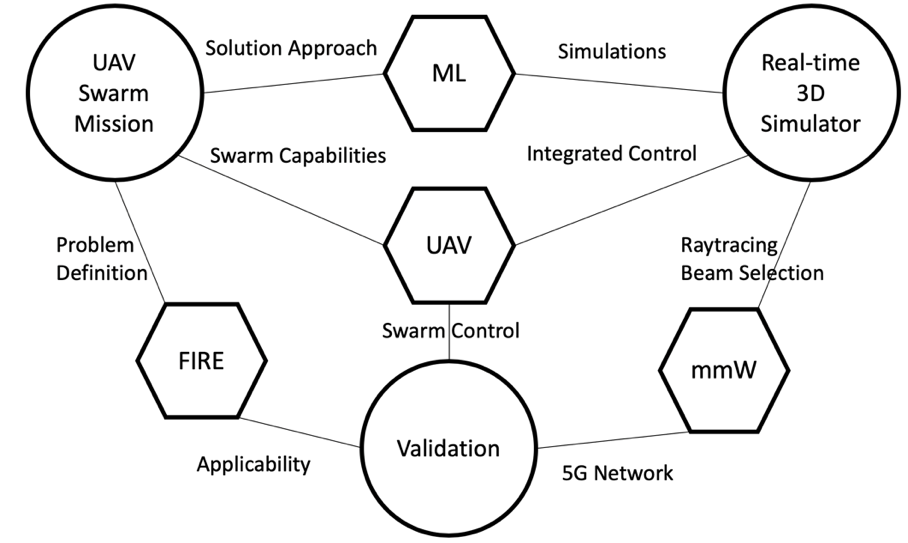 UAV
Swarm
Mission
Solution Approach
ML
Simulations
Real-time
3D
Simulator
Swarm Capabilities
Integrated Control
UAV
Problem
Definition
Raytracing
Beam Selection
Swarm Control
FIRE
mmW
Validation
Applicability
5G Network